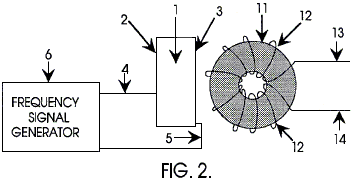 1
2
3
11
12
6
4
13
FREQUENCY
SIGNAL
GENERATOR
5
12
14
FIG. 2.